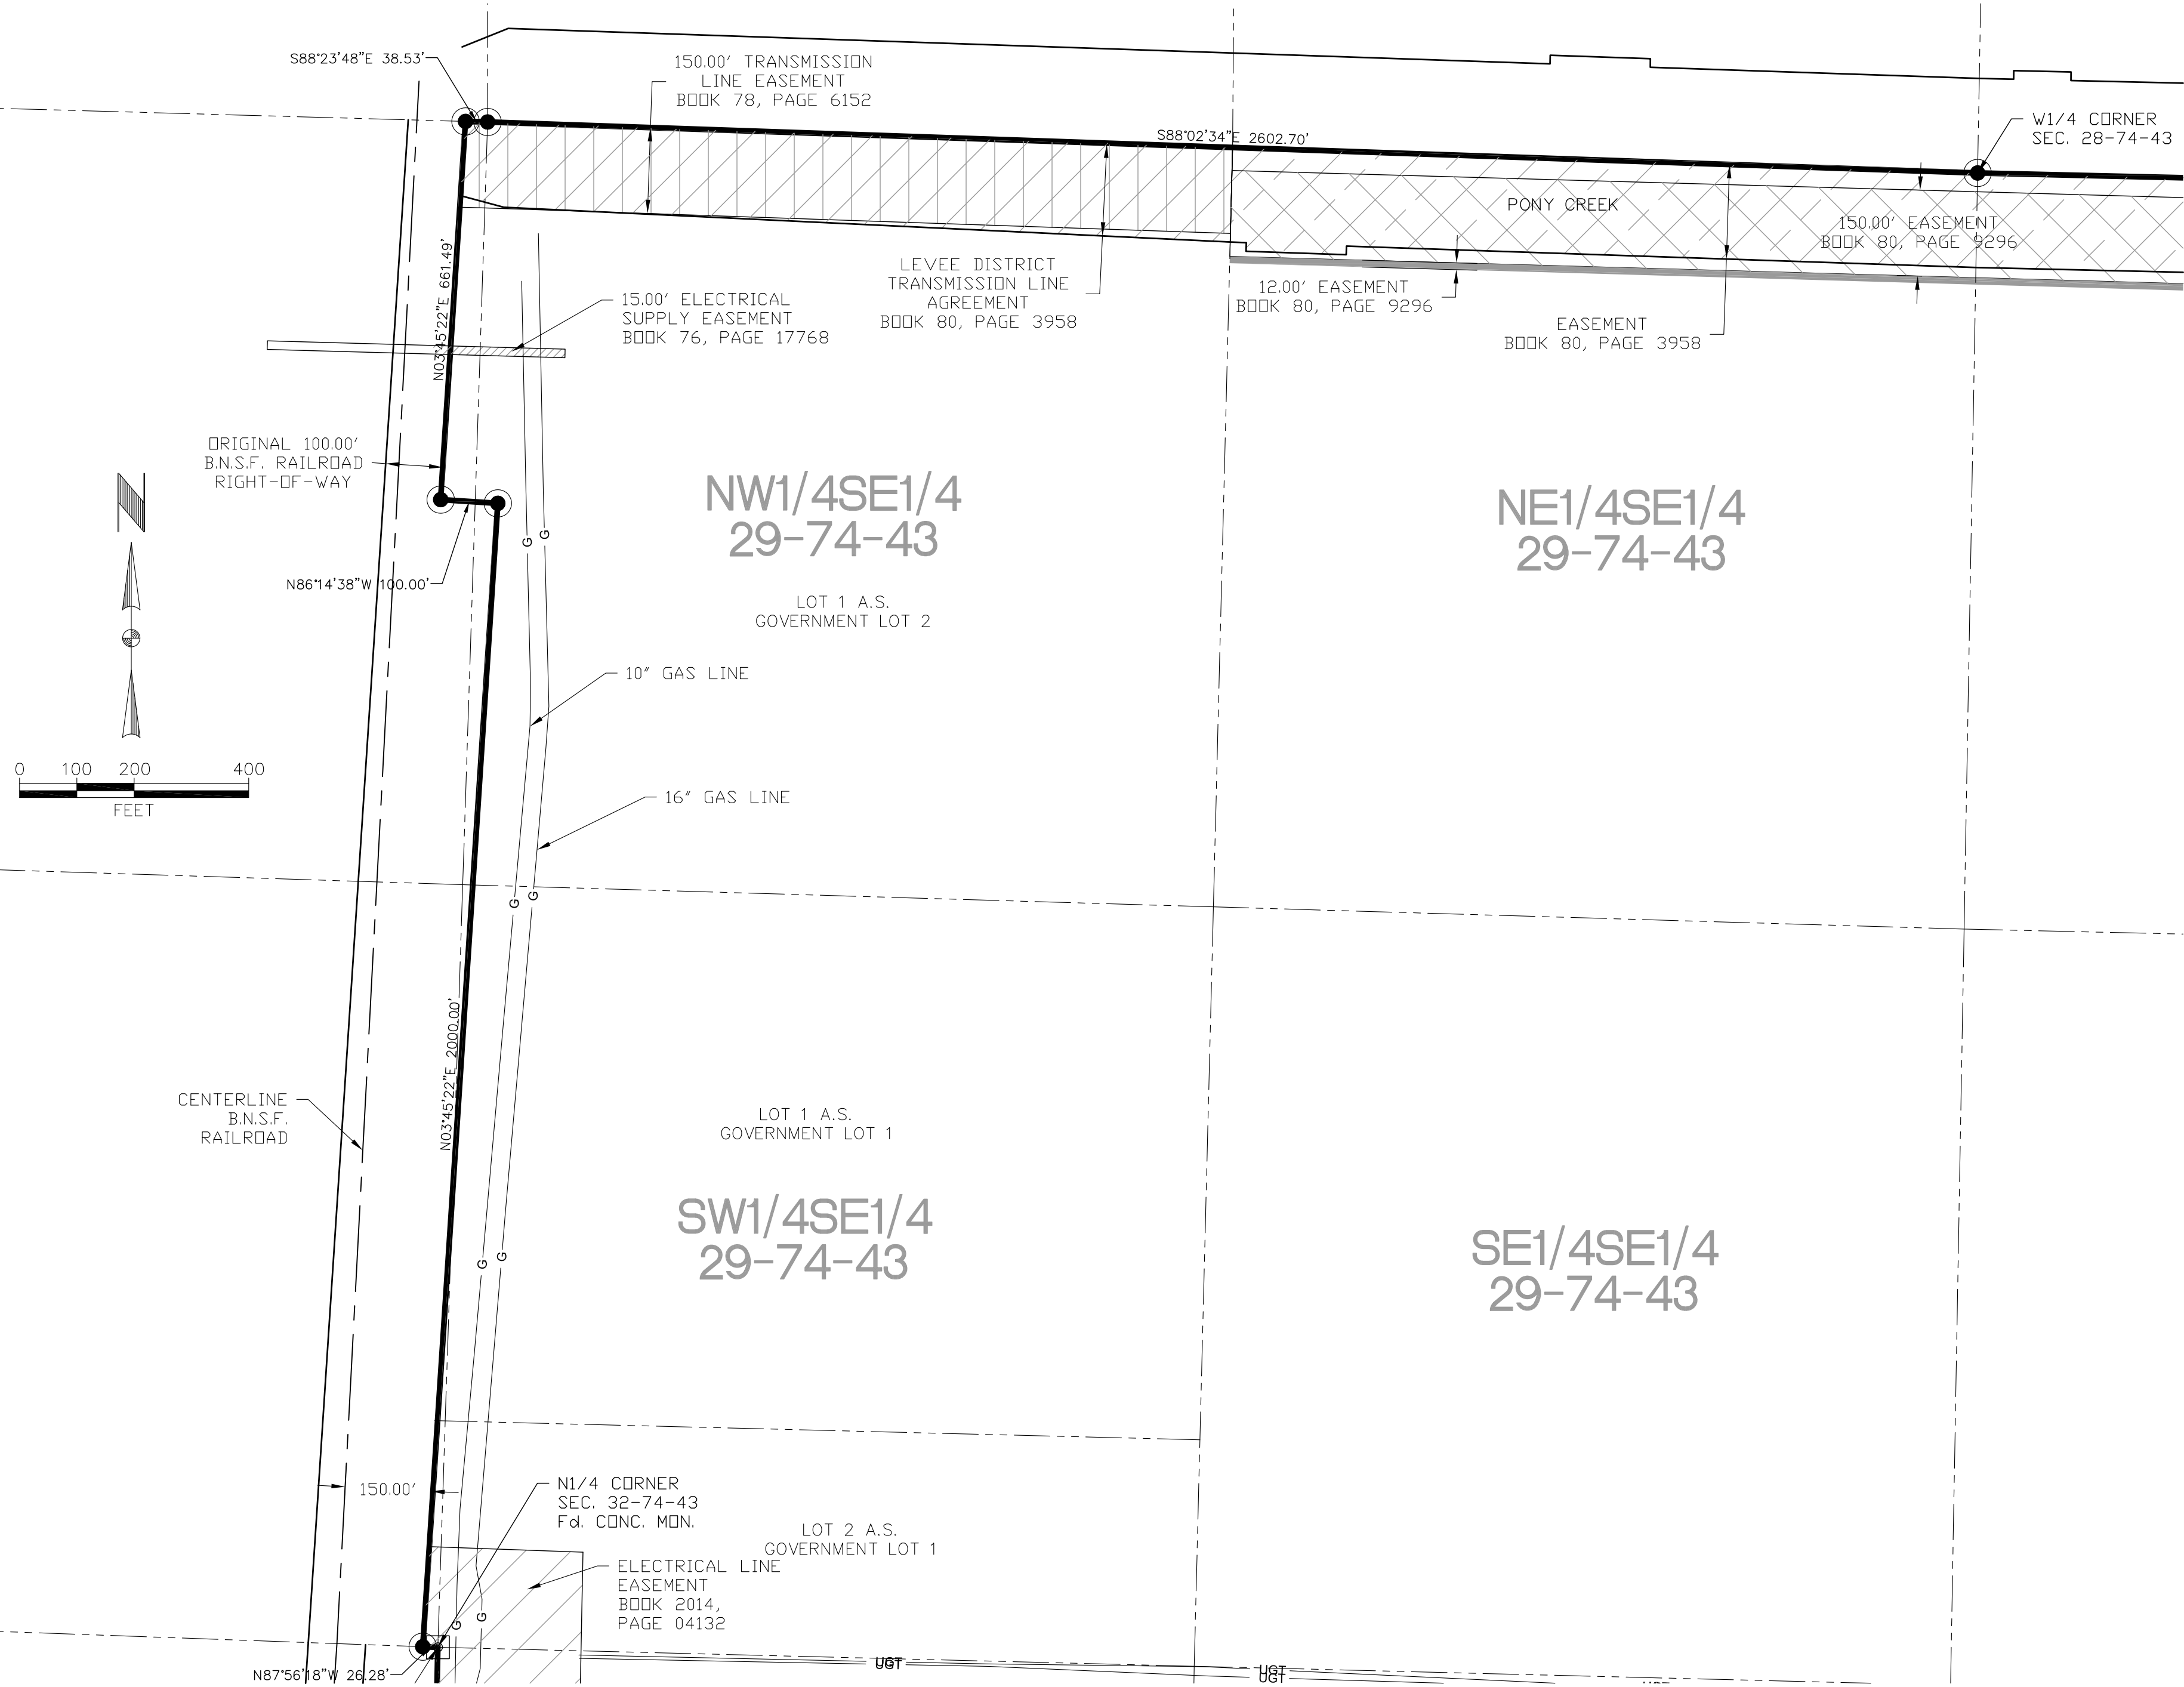 S88°23'48"E 38.53'
150.00' TRANSMISSION
LINE EASEMENT
BOOK 78, PAGE 6152
S88°02'34"E 2602.70'
W1/4 CORNER
SEC. 28-74-43
PONY CREEK
150.00' EASEMENT
BOOK 80, PAGE 9296
N03°45'22"E 661.49'
LEVEE DISTRICT
TRANSMISSION LINE
AGREEMENT
BOOK 80, PAGE 3958
12.00' EASEMENT
BOOK 80, PAGE 9296
EASEMENT
BOOK 80, PAGE 3958
15.00' ELECTRICAL
SUPPLY EASEMENT
BOOK 76, PAGE 17768
ORIGINAL 100.00'
B.N.S.F. RAILROAD
RIGHT-OF-WAY
N
NW1/4SE1/4
29-74-43
NE1/4SE1/4
29-74-43
G
G
N86°14'38"W 100.00'
LOT 1 A.S.
GOVERNMENT LOT 2
10" GAS LINE
0 100 200 400
FEET
16" GAS LINE
G
G
N03°45'22"E 2000.00'
CENTERLINE
B.N.S.F.
RAILROAD
LOT 1 A.S.
GOVERNMENT LOT 1
SW1/4SE1/4
29-74-43
SE1/4SE1/4
29-74-43
G
G
150.00'
N1/4 CORNER
SEC. 32-74-43
Fd. CONC. MON.
LOT 2 A.S.
GOVERNMENT LOT 1
ELECTRICAL LINE
EASEMENT
BOOK 2014,
PAGE 04132
G
G
N87°56'18"W 26.28'
UGT
UGT
UGT
UGT